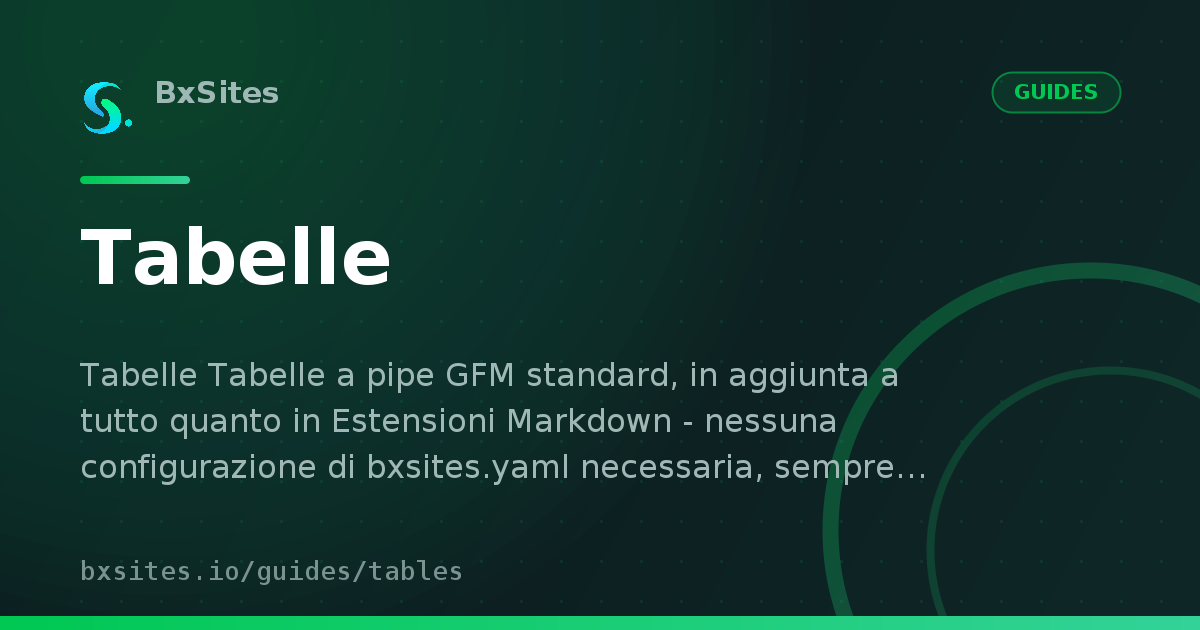 BxSites
GUIDES
Tabelle
Tabelle Tabelle a pipe GFM standard, in aggiunta a
tutto quanto in Estensioni Markdown - nessuna
configurazione di bxsites.yaml necessaria, sempre…
bxsites.io/guides/tables